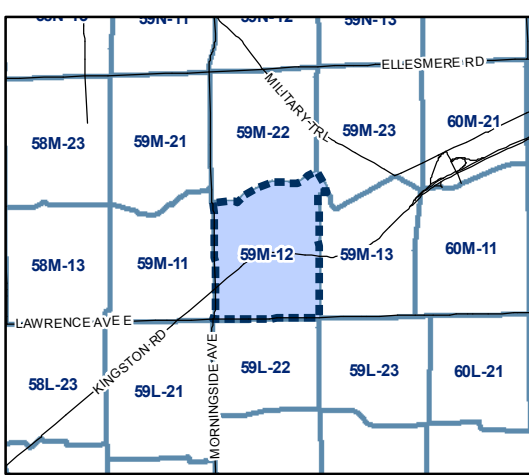 59N-11
59N-12
59N-13
ELLESMERE RD
MILITARY TRL
58M-23
59M-21
59M-22
59M-23
60M-21
58M-13
59M-11
59M-12
59M-13
60M-11
LAWRENCE AVE E
KINGSTON RD
MORNINGSIDE AVE
58L-23
59L-21
59L-22
59L-23
60L-21